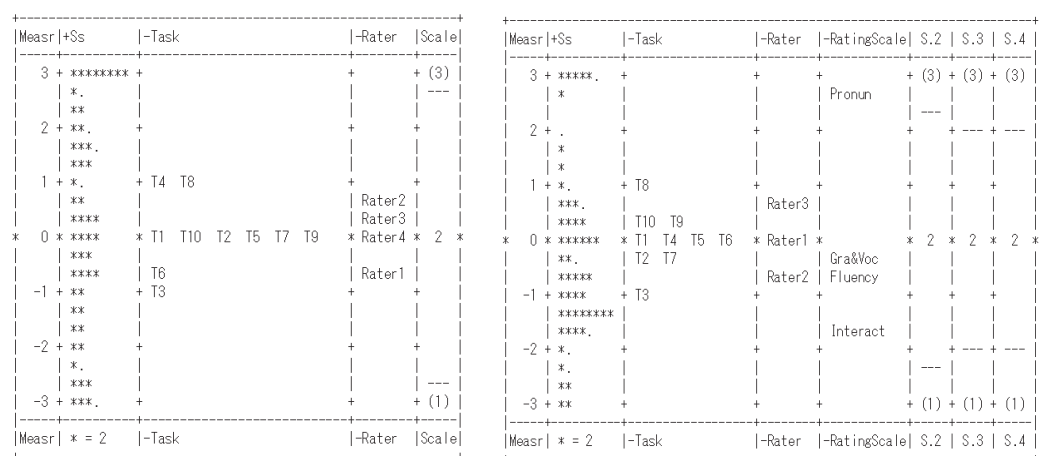 |Measr|+Ss |-Task |-Rater |Scale|
| 3 + ******** + + + (3) |
| | *. | | | --- |
| | ** | | | |
| 2 + **. + + + |
| | ***. | | | |
| | *** | | | |
| 1 + *. + T4 T8 + + |
| | ** | | Rater2 | |
| | **** | | Rater3 | |
* 0 * **** * T1 T10 T2 T5 T7 T9 * Rater4 * 2 *
| | *** | | | |
| | **** | T6 | Rater1 | |
| -1 + ** + T3 + + |
| | ** | | | |
| | ** | | | |
| -2 + ** + + + |
| | *. | | | |
| | *** | | | --- |
| -3 + ***. + + + (1) |
|Measr| * = 2 |-Task |-Rater |Scale|
|Measr|+Ss |-Task |-Rater |-RatingScale| S.2 | S.3 | S.4 |
| 3 + *****. + + + + (3) + (3) + (3) |
| | * | | | Pronun | | | |
| | | | | | --- | | |
| 2 + . + + + + + --- + --- |
| | * | | | | | | |
| | * | | | | | | |
| 1 + *. + T8 + + + + + |
| | ***. | | Rater3 | | | | |
| | **** | T10 T9 | | | | | |
* 0 * ****** * T1 T4 T5 T6 * Rater1 * * 2 * 2 * 2 *
| | **. | T2 T7 | | Gra&Voc | | | |
| | ***** | | Rater2 | Fluency | | | |
| -1 + **** + T3 + + + + + |
| | ******** | | | | | | |
| | ****. | | | Interact | | | |
| -2 + *. + + + + + --- + --- |
| | *. | | | | --- | | |
| | ** | | | | | | |
| -3 + ** + + + + (1) + (1) + (1) |
|Measr| * = 2 |-Task |-Rater |-RatingScale| S.2 | S.3 | S.4 |